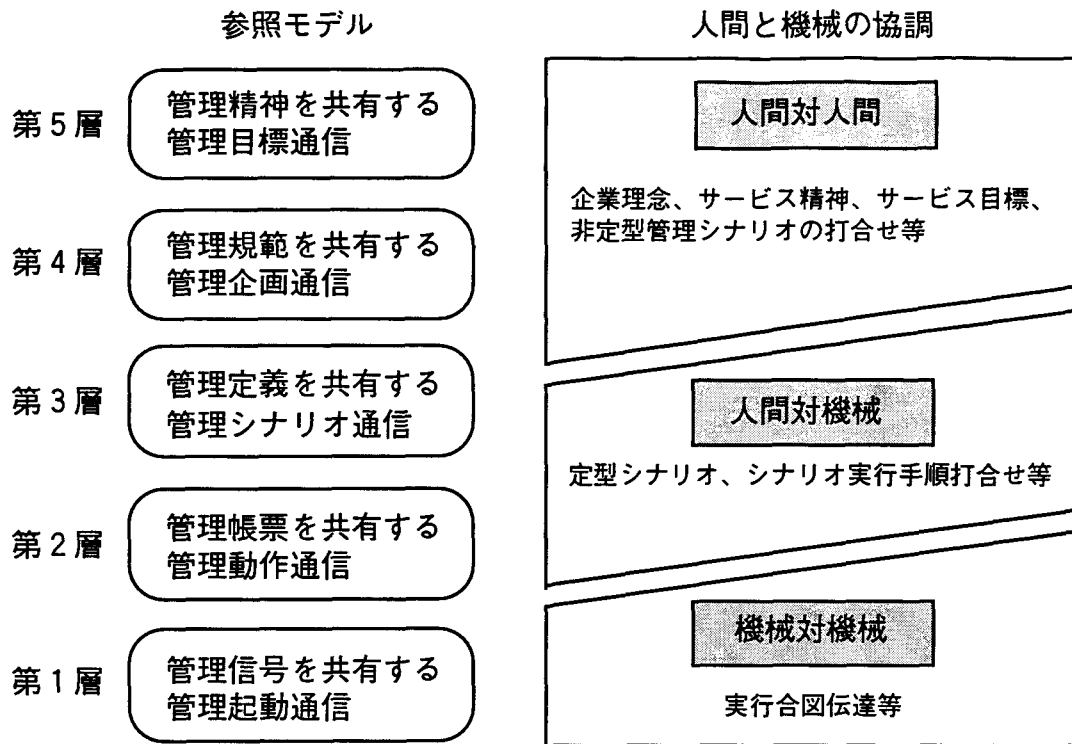 参照モデル
人間と機械の協調
第5層
管理精神を共有する
管理目標通信
第4層
管理規範を共有する
管理企画通信
第3層
管理定義を共有する
管理シナリオ通信
第2層
管理帳票を共有する
管理動作通信
第1層
管理信号を共有する
管理起動通信
人間対人間
企業理念、サービス精神、サービス目標、
非定型管理シナリオの打合せ等
人間対機械
定型シナリオ、シナリオ実行手順打合せ等
機械対機械
実行合図伝達等